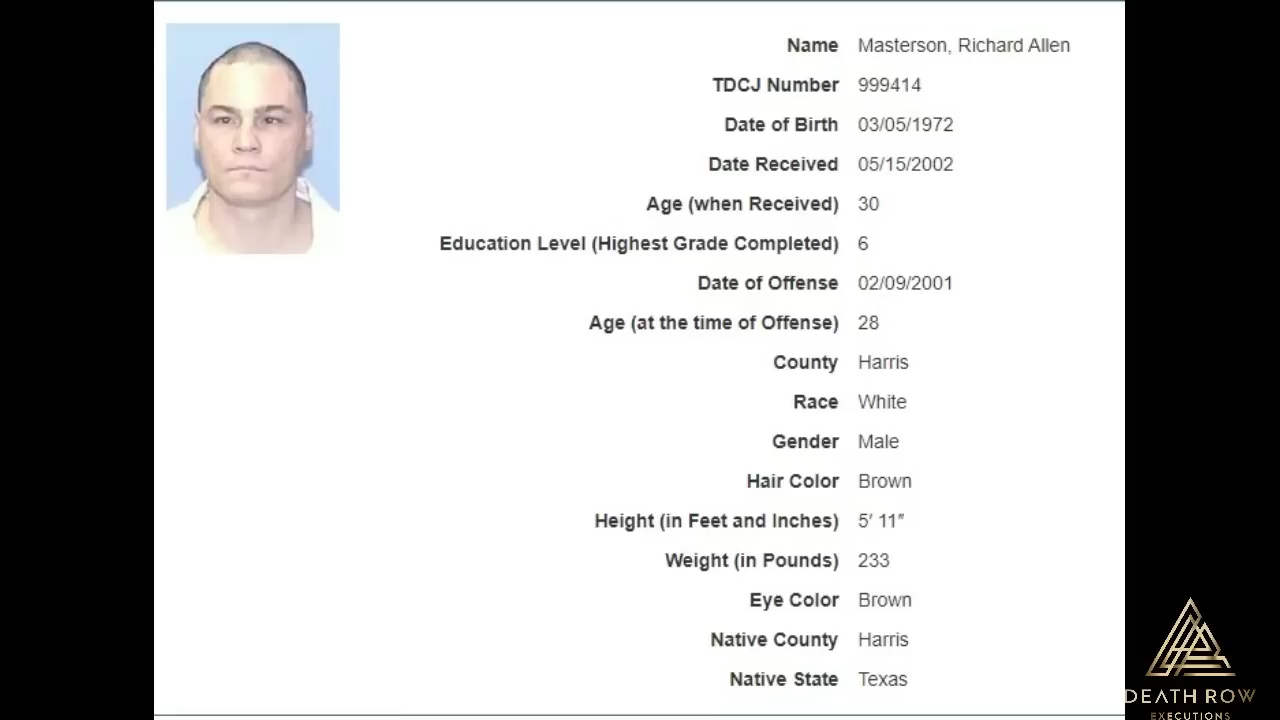 Name Masterson, Richard Allen
TDCJ Number 999414
Date of Birth 03/05/1972
Date Received 05/15/2002
Age (when Received) 30
Education Level (Highest Grade Completed) 6
Date of Offense 02/09/2001
Age (at the time of Offense) 28
County Harris
Race White
Gender Male
Hair Color Brown
Height (in Feet and Inches) 5′ 11″
Weight (in Pounds) 233
Eye Color Brown
Native County Harris
Native State Texas
DEATH ROW
EXECUTIONS